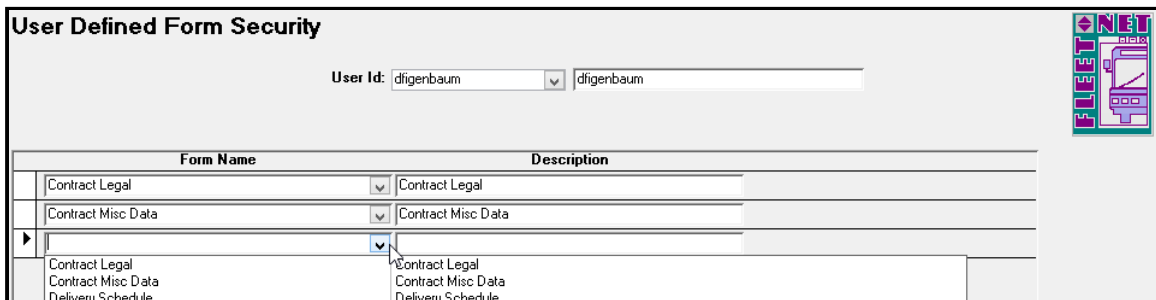 User Defined Form Security
FLEET NET
User Id: dfigenbaum dfigenbaum
Form Name Description
Contract Legal Contract Legal
Contract Misc Data Contract Misc Data
Contract Legal Contract Legal
Contract Misc Data Contract Misc Data
Delivery Schedule Delivery Schedule